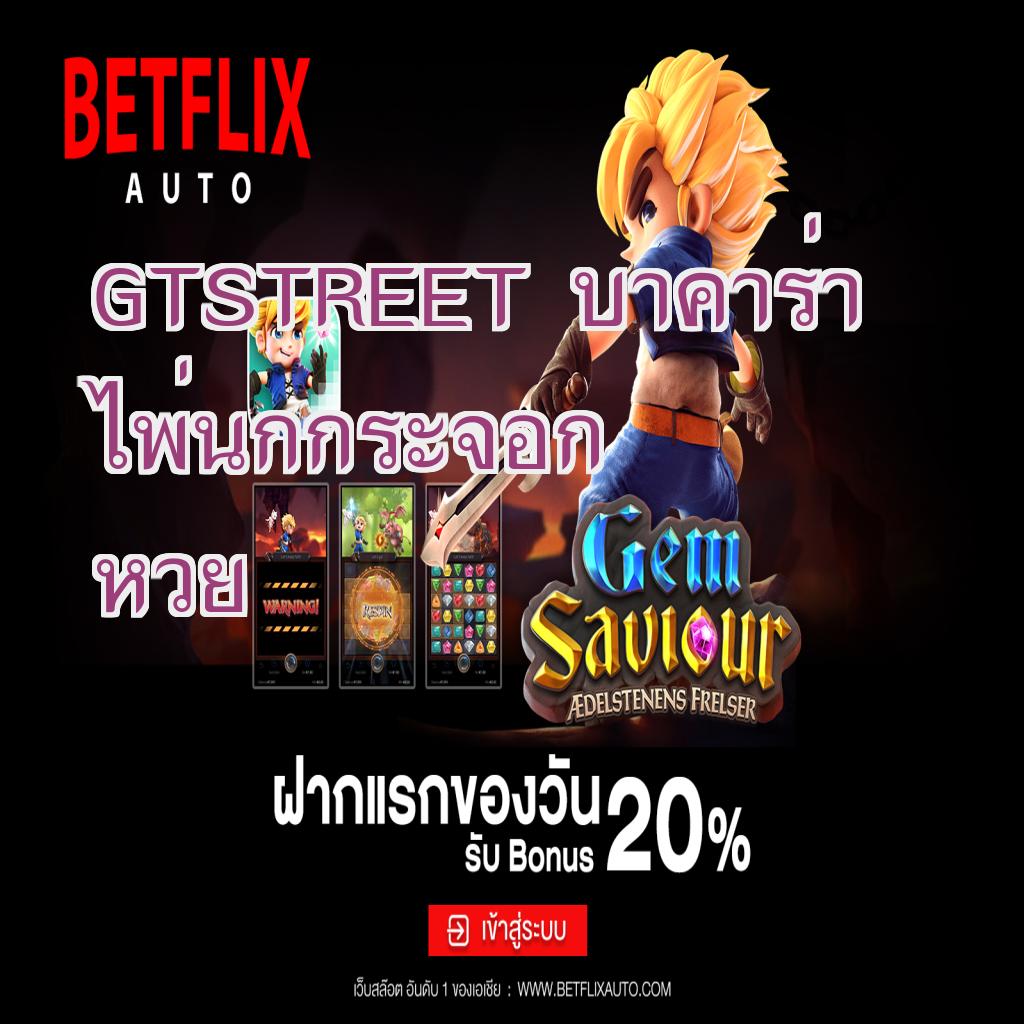 BETFLIX
AUTO
GTSTREET บาคาร่า
ไพ่นกกระจอก
หวย
WARNING!
Gem
Saviour
ÆDELSTENENS FRELSER
ฝากแรกของวัน
รับ Bonus 20%
เข้าสู่ระบบ
เว็บสล๊อต อันดับ 1 ของเอเชีย : WWW.BETFLIXAUTO.COM